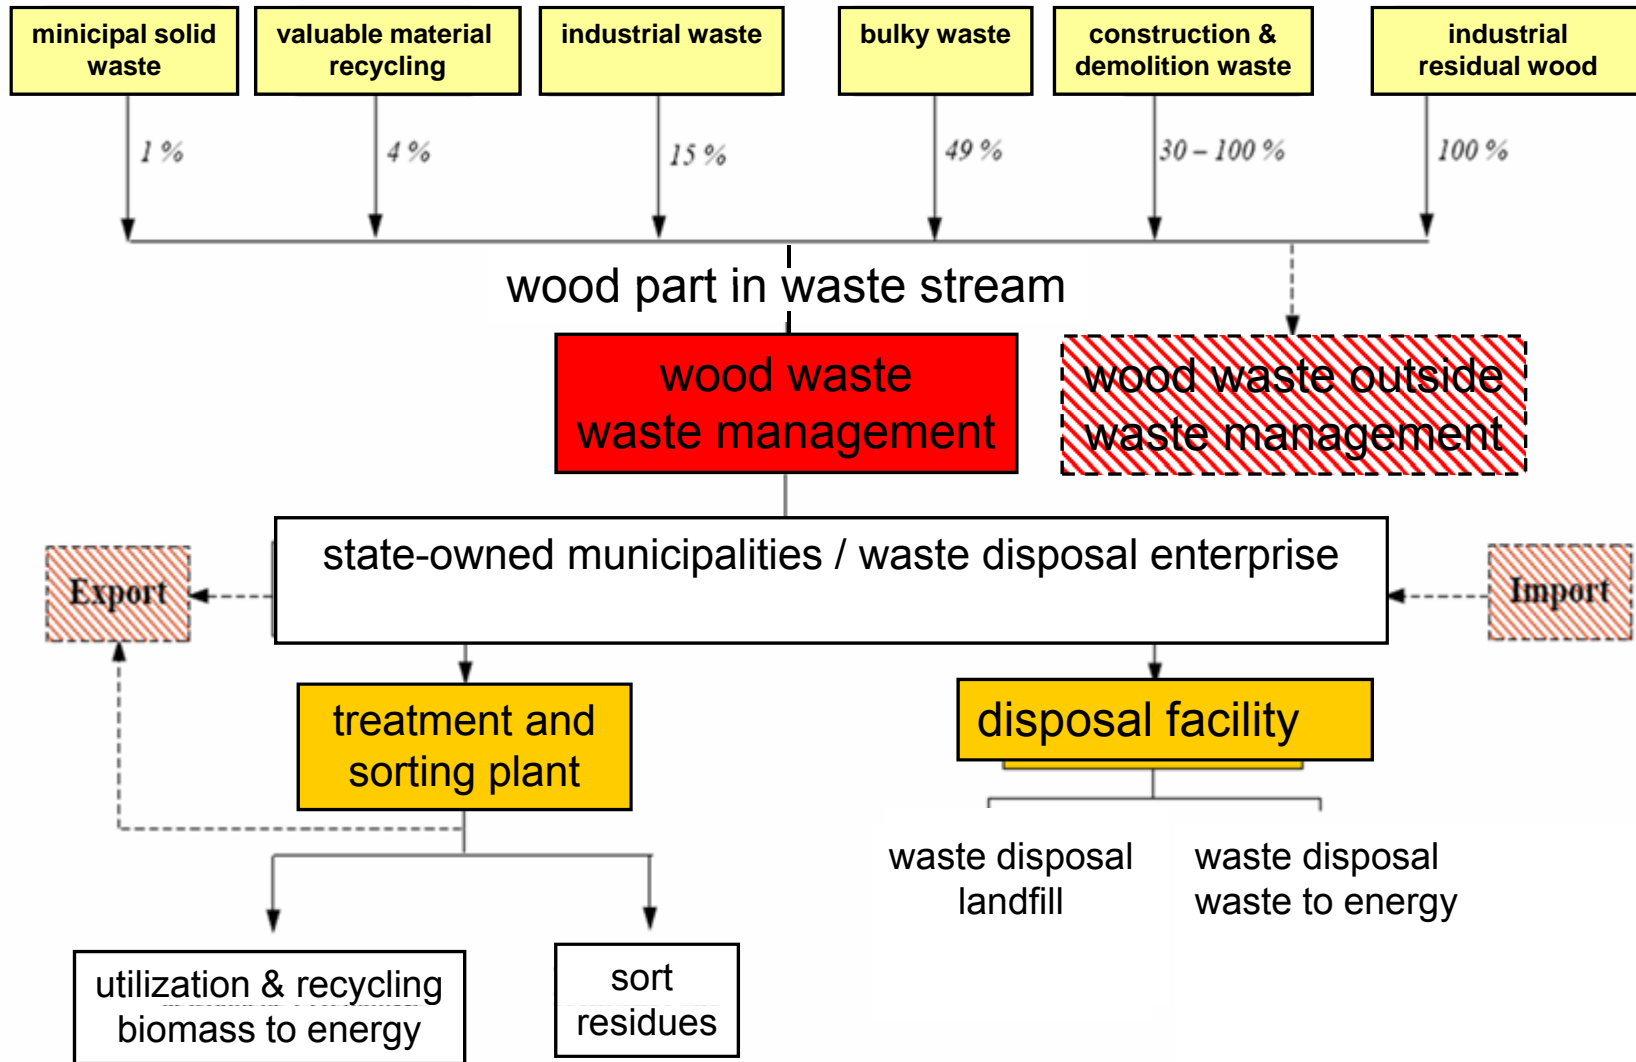 minicipal solid
waste
valuable material
recycling
industrial waste
bulky waste
construction &
demolition waste
industrial
residual wood
1 %
4 %
15 %
49 %
30 – 100 %
100 %
wood part in waste stream
wood waste
waste management
wood waste outside
waste management
state-owned municipalities / waste disposal enterprise
Export
Import
treatment and
sorting plant
disposal facility
waste disposal
landfill
waste disposal
waste to energy
utilization & recycling
biomass to energy
sort
residues